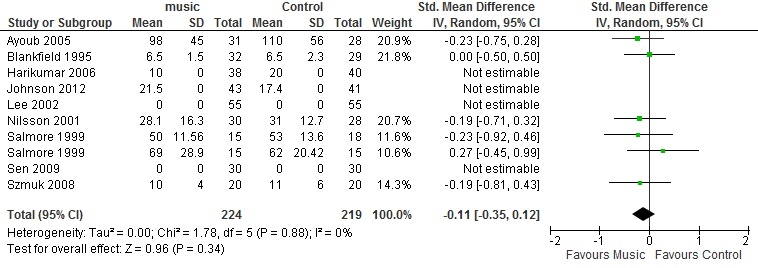 music Control Std. Mean Difference Std. Mean Difference
Study or Subgroup Mean SD Total Mean SD Total Weight IV, Random, 95% CI IV, Random, 95% CI
Ayoub 2005 98 45 31 110 56 28 20.9% -0.23 [-0.75, 0.28]
Blankfield 1995 6.5 1.5 32 6.5 2.3 29 21.8% 0.00 [-0.50, 0.50]
Harikumar 2006 10 0 38 20 0 40 Not estimable
Johnson 2012 21.5 0 43 17.4 0 41 Not estimable
Lee 2002 0 0 55 0 0 55 Not estimable
Nilsson 2001 28.1 16.3 30 31 12.7 28 20.7% -0.19 [-0.71, 0.32]
Salmore 1999 50 11.56 15 53 13.6 18 11.6% -0.23 [-0.92, 0.46]
Salmore 1999 69 28.9 15 62 20.42 15 10.6% 0.27 [-0.45, 0.99]
Sen 2009 0 0 30 0 0 30 Not estimable
Szmuk 2008 10 4 20 11 6 20 14.3% -0.19 [-0.81, 0.43]
Total (95% CI) 224 219 100.0% -0.11 [-0.35, 0.12]
Heterogeneity: Tau² = 0.00; Chi² = 1.78, df = 5 (P = 0.88); I² = 0%
Test for overall effect: Z = 0.96 (P = 0.34)
-2 -1 0 1 2
Favours Music Favours Control